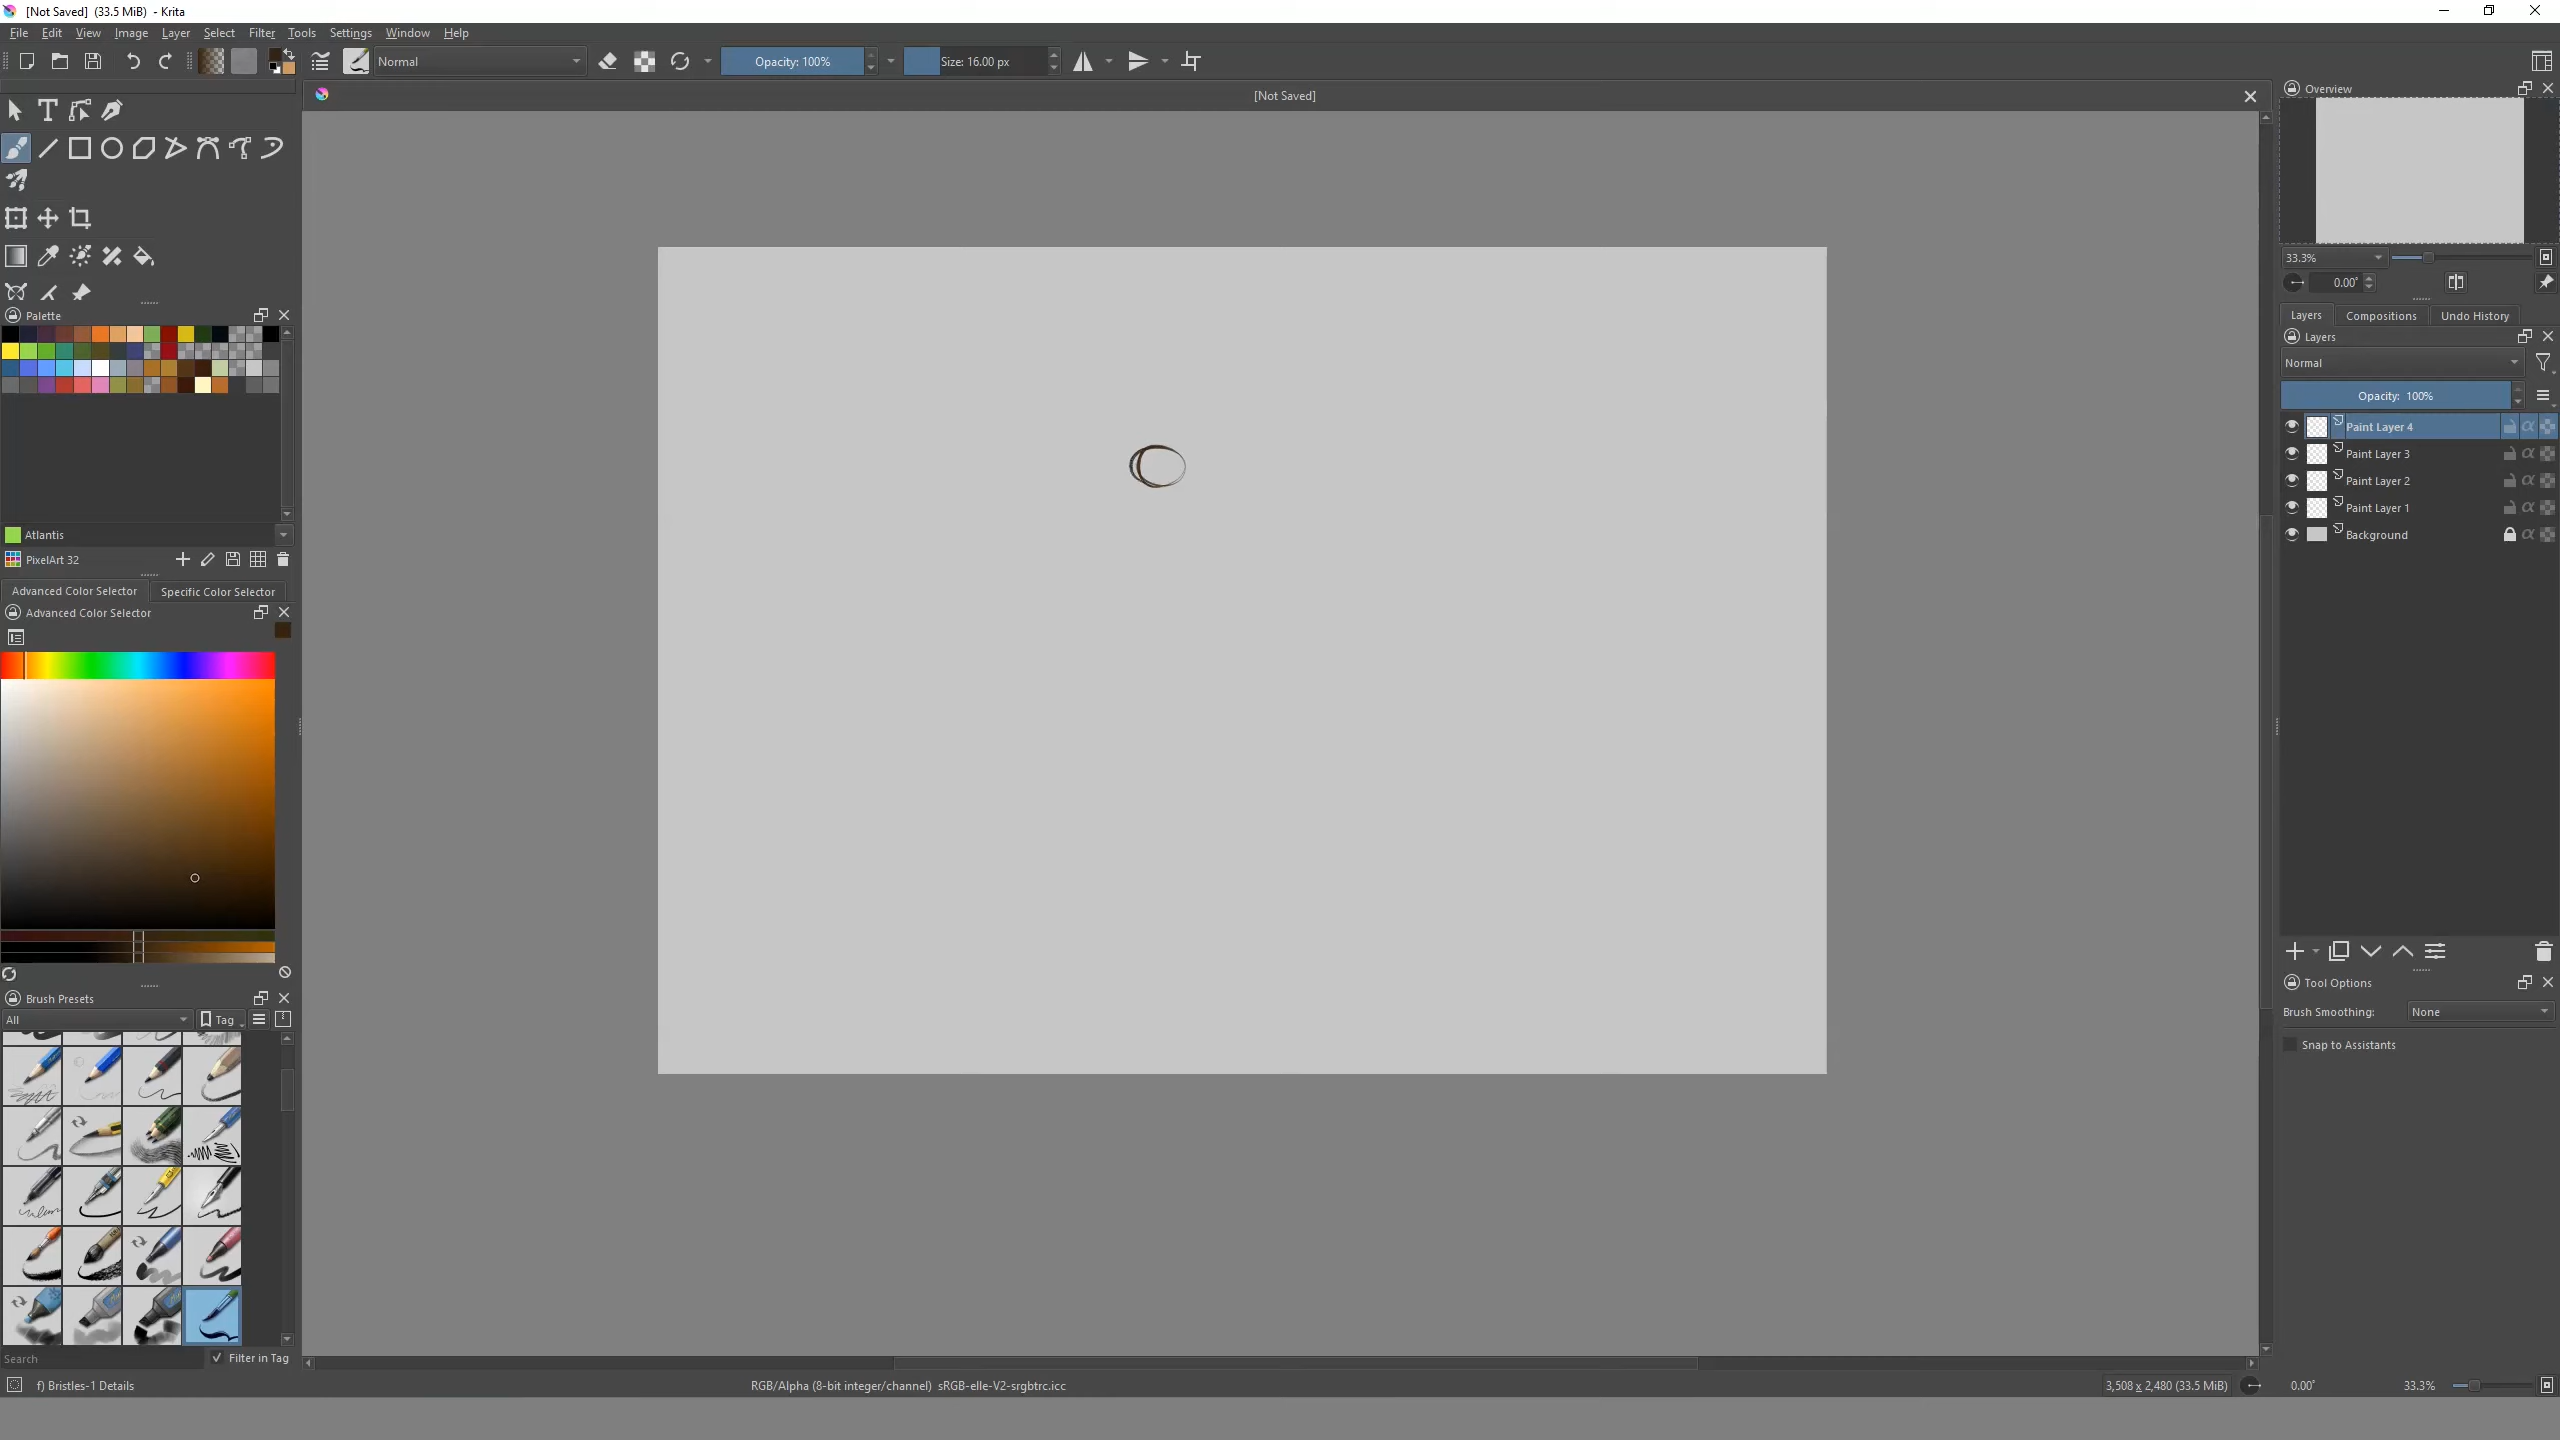 [Not Saved] (33.5 MiB) - Krita
File Edit View Image Layer Select Filter Tools Settings Window Help
Normal
Opacity: 100%
Size: 16.00 px
[Not Saved]
Overview
33.3%
0.00°
Palette
Layers Compositions Undo History
Layers
Normal
Opacity: 100%
Paint Layer 4
Paint Layer 3
Paint Layer 2
Paint Layer 1
Background
Atlantis
PixelArt 32
Advanced Color Selector Specific Color Selector
Advanced Color Selector
Tool Options
Brush Smoothing: None
Snap to Assistants
Brush Presets
All Tag
Search Filter in Tag
f) Bristles-1 Details
RGB/Alpha (8-bit integer/channel) sRGB-elle-V2-srgbtrc.icc
3,508 x 2,480 (33.5 MiB)
0.00°
33.3%